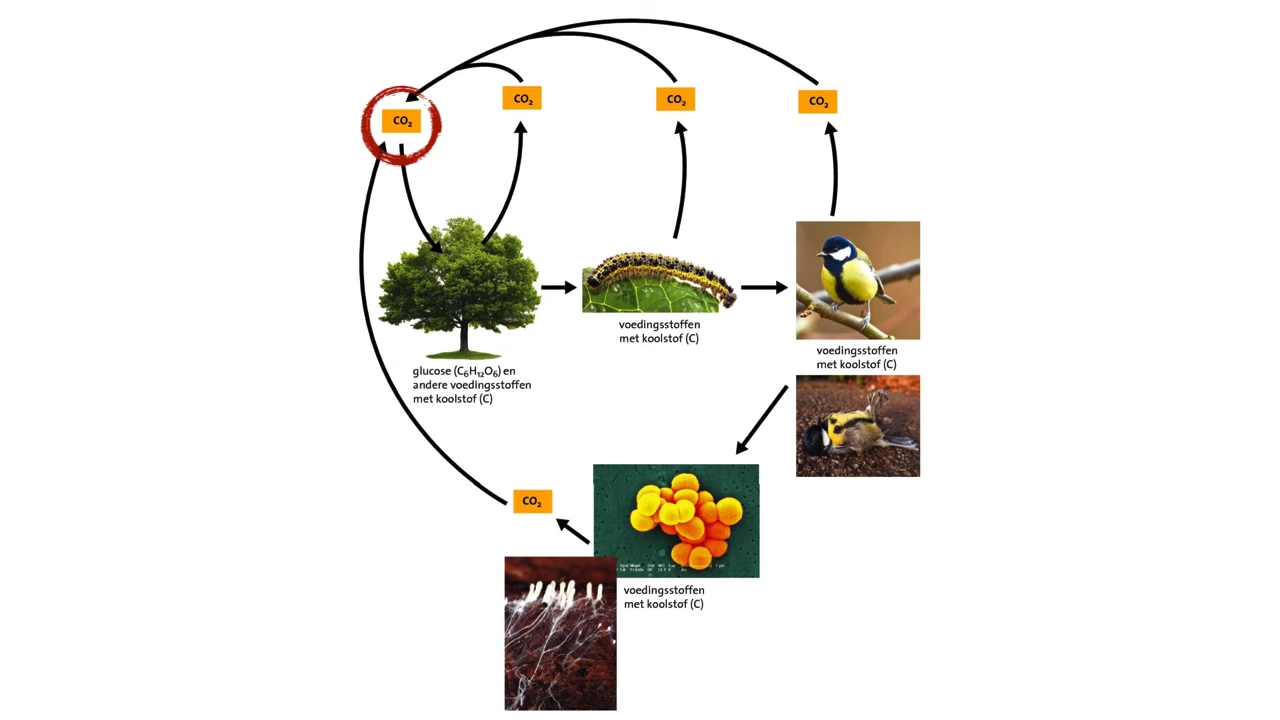 CO₂
CO₂
CO₂
CO₂
voedingsstoffen
met koolstof (C)
voedingsstoffen
met koolstof (C)
glucose (C₆H₁₂O₆) en
andere voedingsstoffen
met koolstof (C)
CO₂
voedingsstoffen
met koolstof (C)